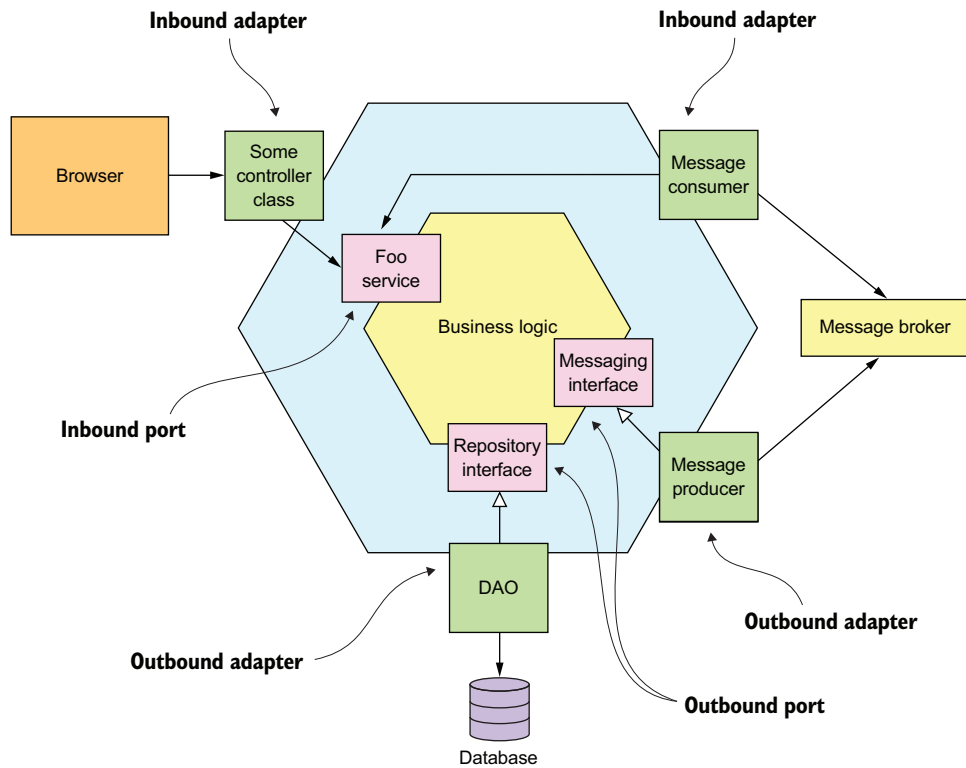 Inbound adapter
Inbound adapter
Browser
Some
controller
class
Message
consumer
Foo
service
Business logic
Message broker
Messaging
interface
Inbound port
Repository
interface
Message
producer
DAO
Outbound adapter
Outbound adapter
Outbound port
Database